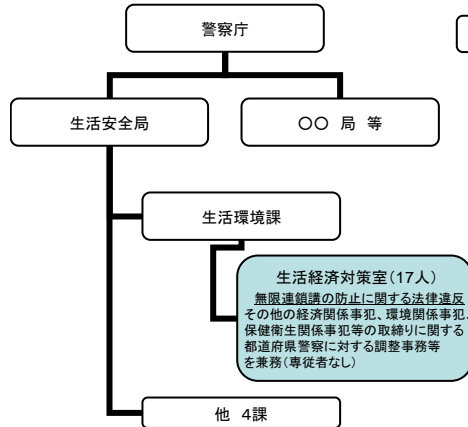 警察庁
生活安全局
〇〇 局 等
生活環境課
生活経済対策室(17人)
無限連鎖講の防止に関する法律違反
その他の経済関係事犯、環境関係事犯、
保健衛生関係事犯等の取締りに関する
都道府県警察に対する調整事務等
を兼務(専従者なし)
他 4課